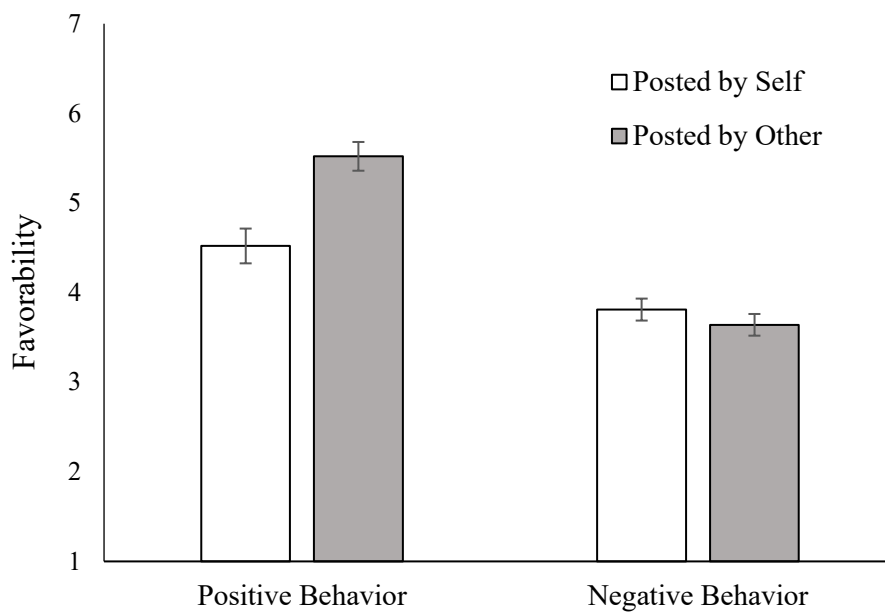 7
Posted by Self
6
Posted by Other
5
4
3
2
1
Favorability
Positive Behavior
Negative Behavior